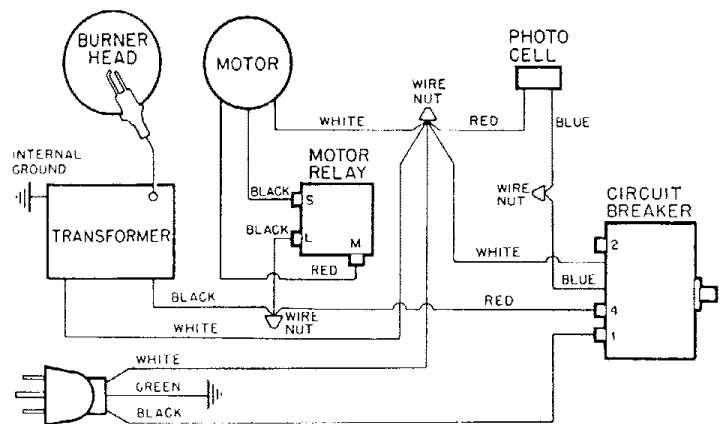 BURNER
HEAD
MOTOR
PHOTO
CELL
WIRE
NUT
WHITE
RED
BLUE
INTERNAL
GROUND
MOTOR
RELAY
BLACK
S
WIRE
NUT
CIRCUIT
BREAKER
TRANSFORMER
BLACK
L
M
2
WHITE
RED
BLUE
BLACK
RED
4
WIRE
NUT
WHITE
1
WHITE
GREEN
BLACK